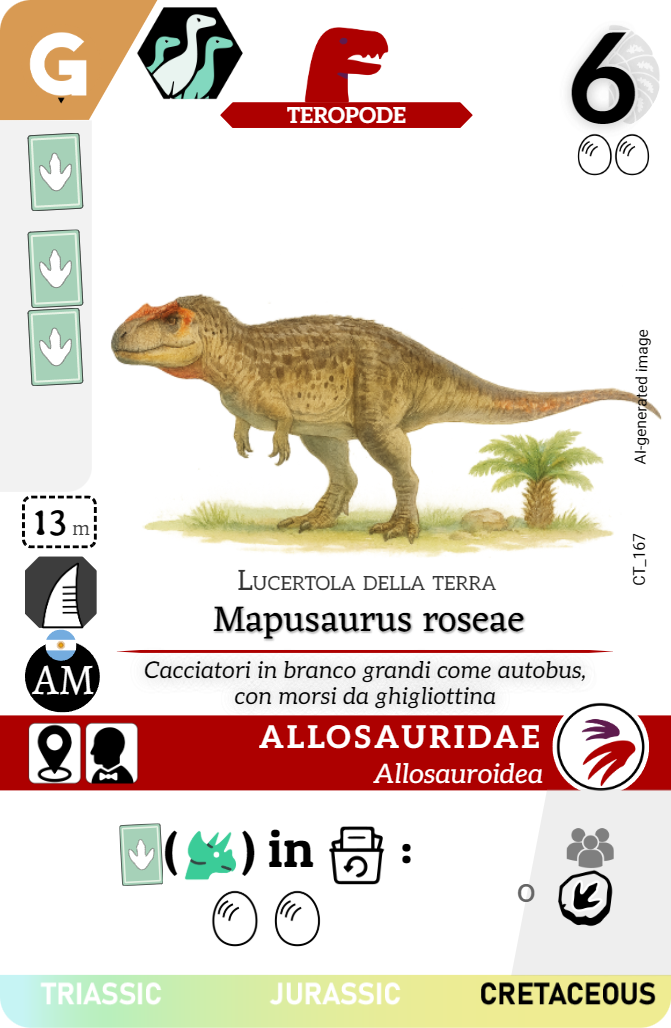 G
TEROPODE
6
AI-generated image
CT_167
13 m
AM
Lucertola della terra
Mapusaurus roseae
Cacciatori in branco grandi come autobus,
con morsi da ghigliottina
ALLOSAURIDAE
Allosauroidea
( ) in :
O
TRIASSIC JURASSIC CRETACEOUS